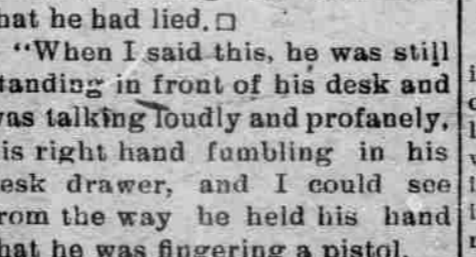 hat he had lied.
"When I said this, he was still
tanding in front of his desk and
as talking loudly and profanely,
is right hand fumbling in his
esk drawer, and I could see
rom the way he held his hand
hat he was fingering a pistol.